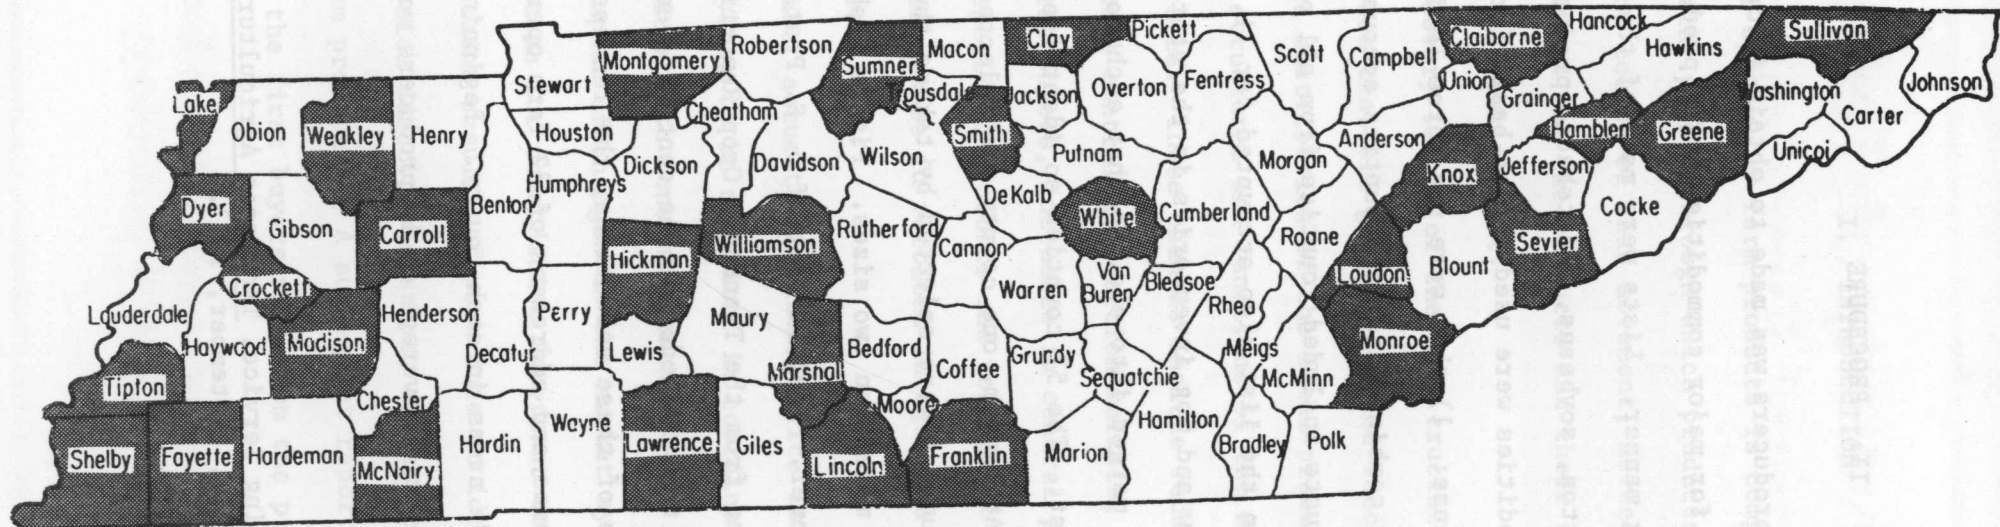 Pickett
Hancock
Clay
Claiborne
Sullivan
Robertson
Macon
Scott
Hawkins
Montgomery
Sumner
Campbell
Stewart
Overton
Fentress
Union
Johnson
Lake
Cheatham
ousdale
Jackson
Grainger
Washington
Obion
Weakley
Henry
Houston
Smith
Anderson
Hamblen
Greene
Carter
Dickson
Davidson
Wilson
Putnam
Morgan
Jefferson
Unicoi
Humphreys
De Kalb
Knox
Dyer
Benton
White
Cumberland
Cocke
Gibson
Carroll
Williamson
Rutherford
Cannon
Roane
Sevier
Hickman
Van
Buren
Bledsoe
Loudon
Blount
Crockett
Warren
Rhea
Lauderdale
Henderson
Perry
Maury
Haywood
Madison
Decatur
Lewis
Bedford
Grundy
Meigs
Monroe
Marshall
Coffee
Sequatchie
McMinn
Tipton
Chester
Moore
Wayne
Hamilton
Shelby
Fayette
Hardeman
McNairy
Hardin
Lawrence
Giles
Lincoln
Franklin
Marion
Bradley
Polk